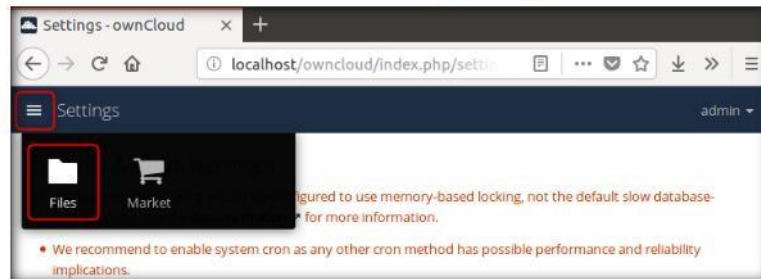 Settings - ownCloud
localhost/owncloud/index.php/settin
Settings
admin
Files
Market
igured to use memory-based locking, not the default slow database-
for more information.
We recommend to enable system cron as any other cron method has possible performance and reliability
implications.